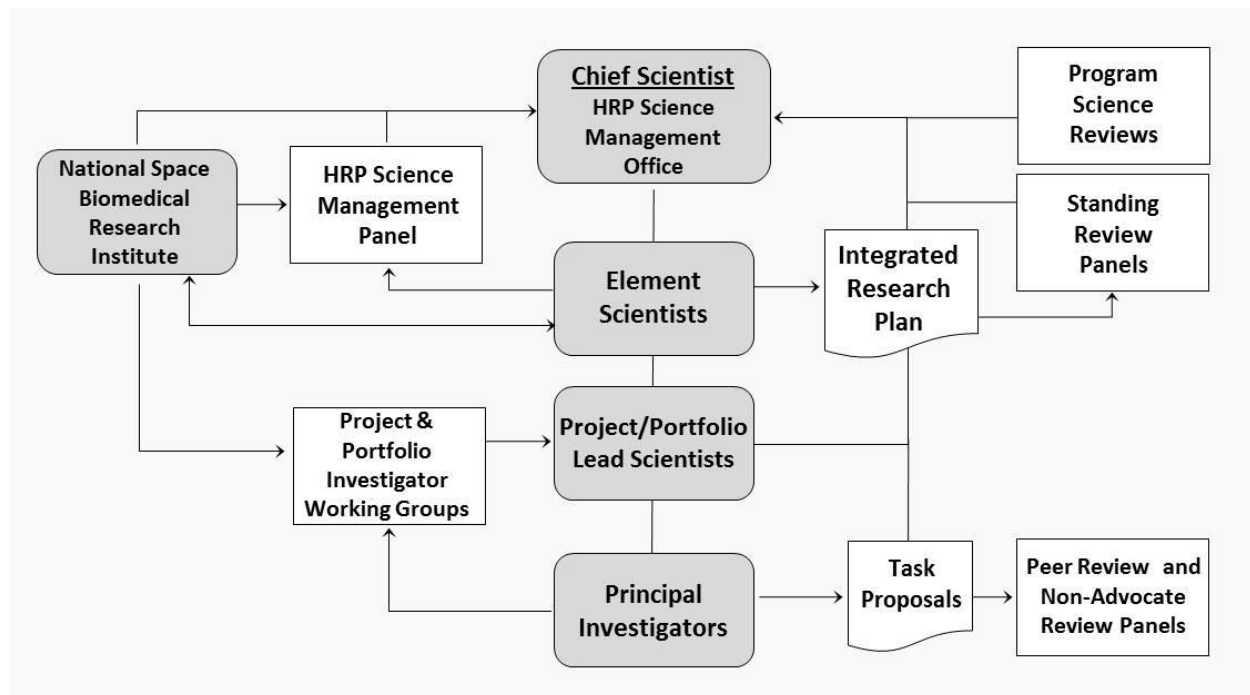 Chief Scientist
HRP Science
Management
Office
Program
Science
Reviews
National Space
Biomedical
Research
Institute
HRP Science
Management
Panel
Standing
Review
Panels
Element
Scientists
Integrated
Research
Plan
Project &
Portfolio
Investigator
Working Groups
Project/Portfolio
Lead Scientists
Principal
Investigators
Task
Proposals
Peer Review and
Non-Advocate
Review Panels